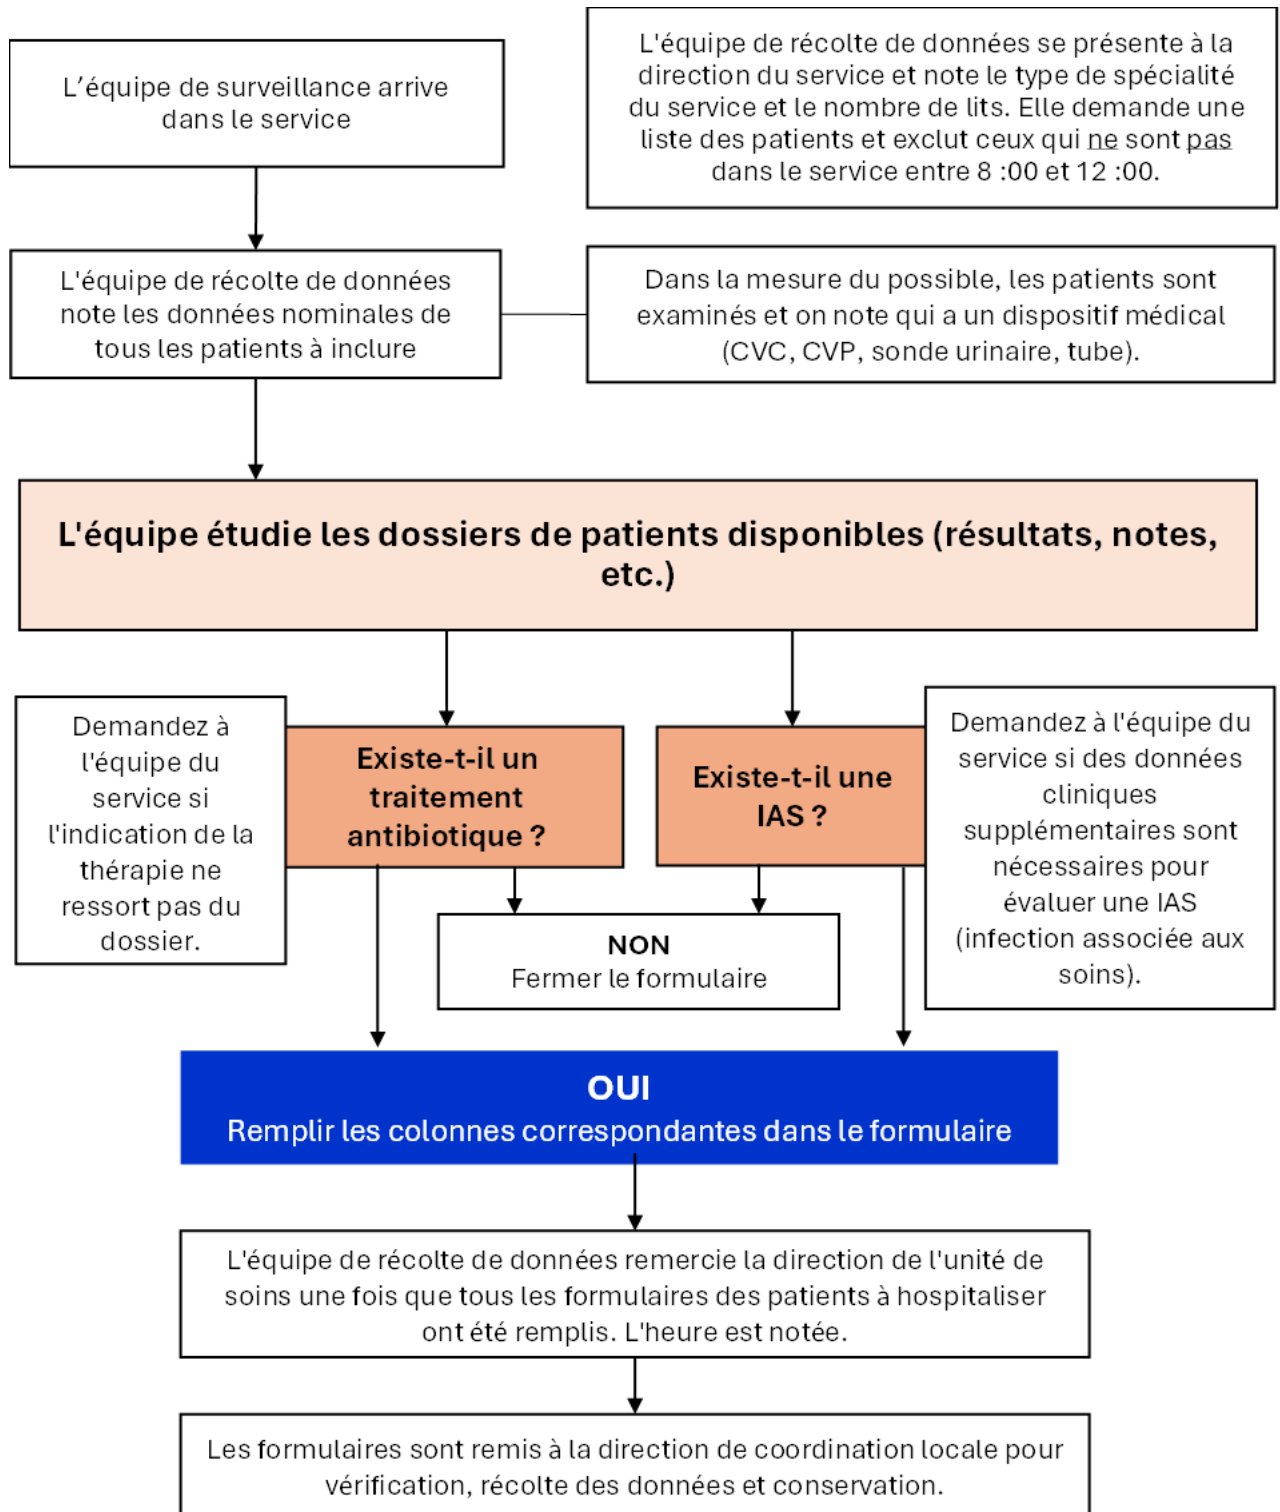 L’équipe de surveillance arrive
dans le service
L'équipe de récolte de données se présente à la
direction du service et note le type de spécialité
du service et le nombre de lits. Elle demande une
liste des patients et exclut ceux qui ne sont pas
dans le service entre 8 :00 et 12 :00.
L'équipe de récolte de données
note les données nominales de
tous les patients à inclure
Dans la mesure du possible, les patients sont
examinés et on note qui a un dispositif médical
(CVC, CVP, sonde urinaire, tube).
L'équipe étudie les dossiers de patients disponibles (résultats, notes,
etc.)
Demandez à
l'équipe du
service si
l'indication de la
thérapie ne
ressort pas du
dossier.
Existe-t-il un
traitement
antibiotique ?
Existe-t-il une
IAS ?
Demandez à l'équipe du
service si des données
cliniques
supplémentaires sont
nécessaires pour
évaluer une IAS
(infection associée aux
soins).
NON
Fermer le formulaire
OUI
Remplir les colonnes correspondantes dans le formulaire
L'équipe de récolte de données remercie la direction de l'unité de
soins une fois que tous les formulaires des patients à hospitaliser
ont été remplis. L'heure est notée.
Les formulaires sont remis à la direction de coordination locale pour
vérification, récolte des données et conservation.